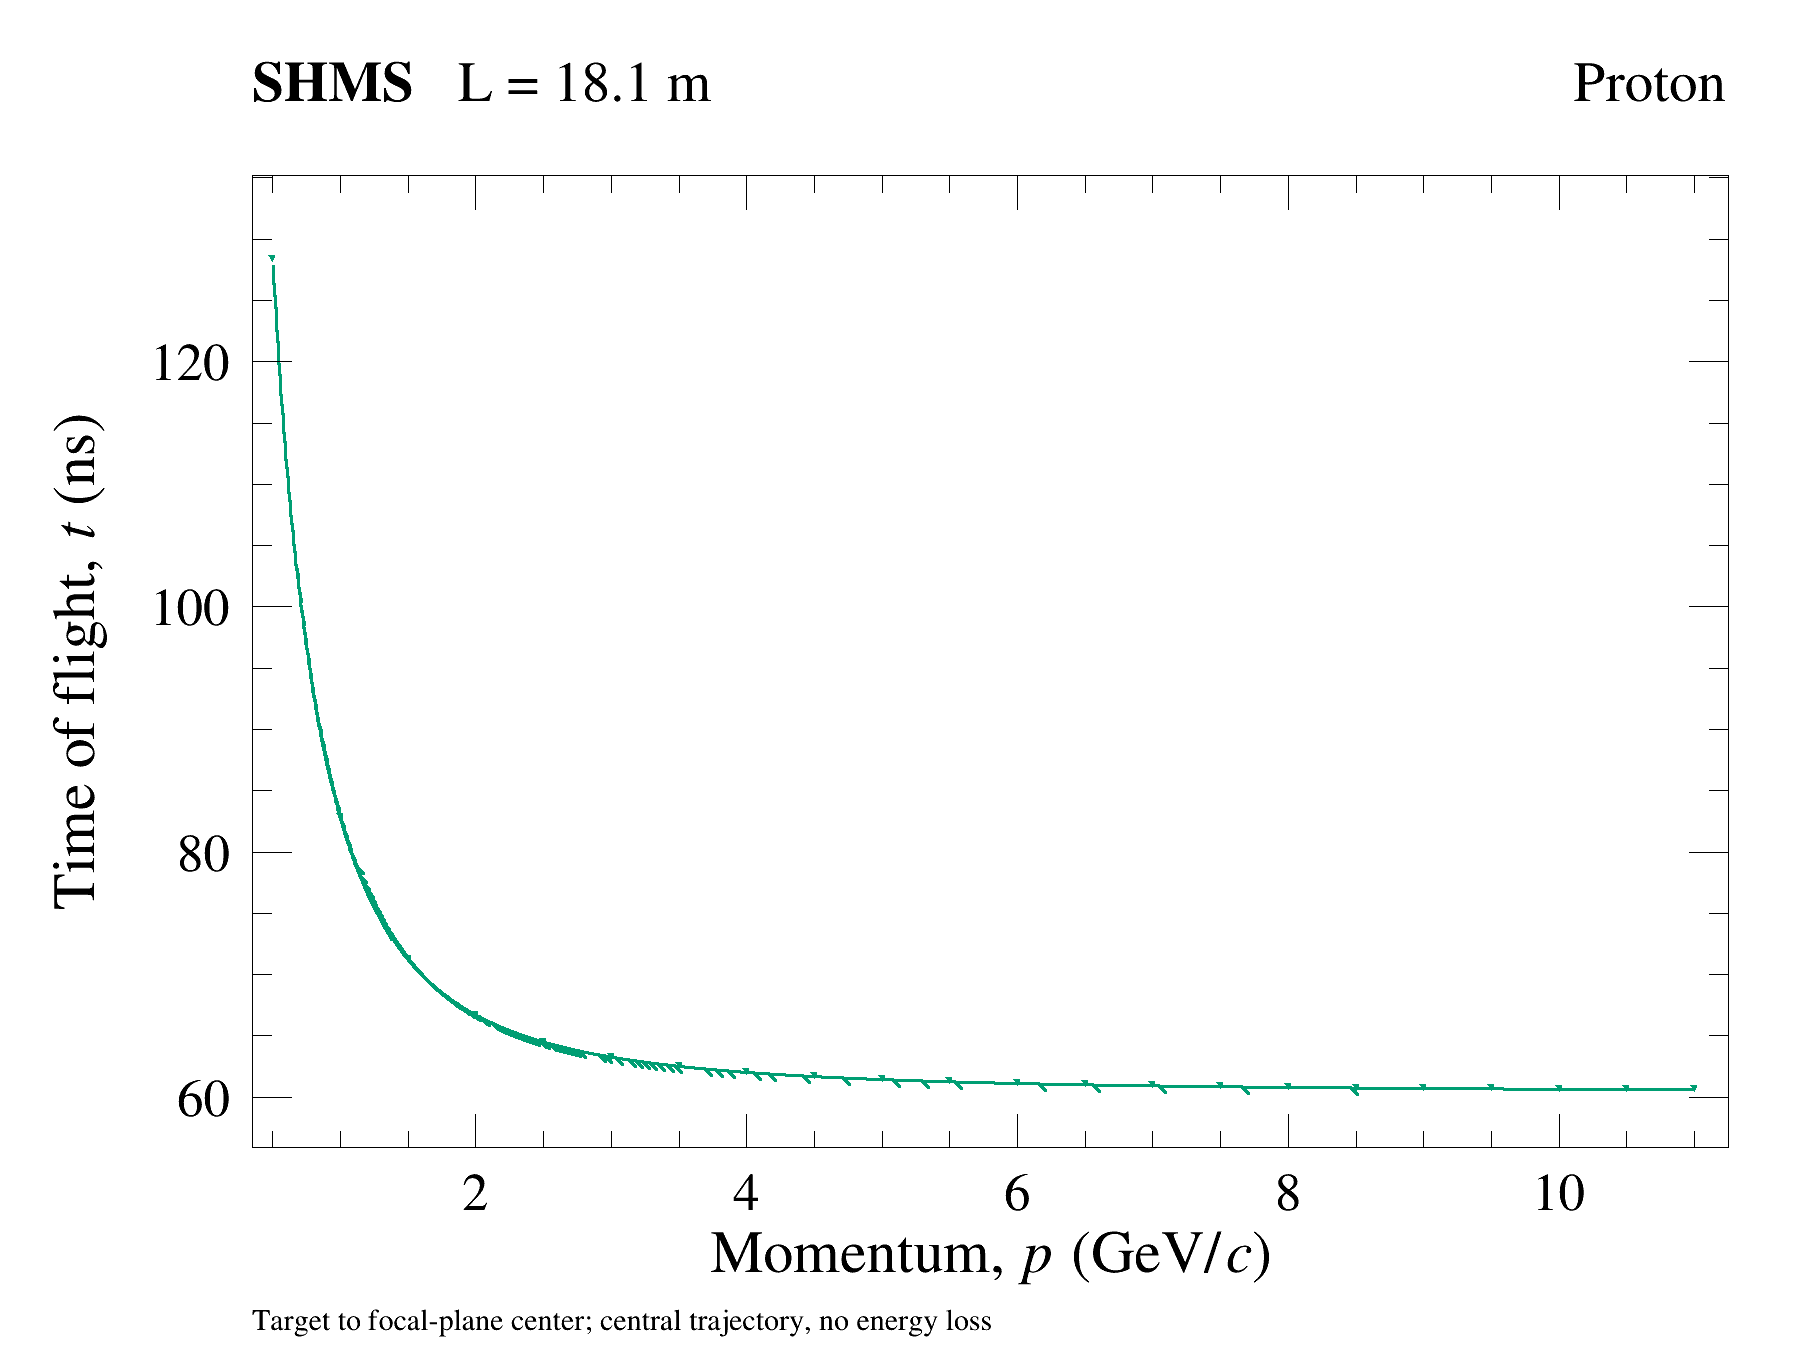 SHMS L = 18.1 m
Proton
120
100
80
60
Time of flight, t (ns)
2 4 6 8 10
Momentum, p (GeV/c)
Target to focal-plane center; central trajectory, no energy loss